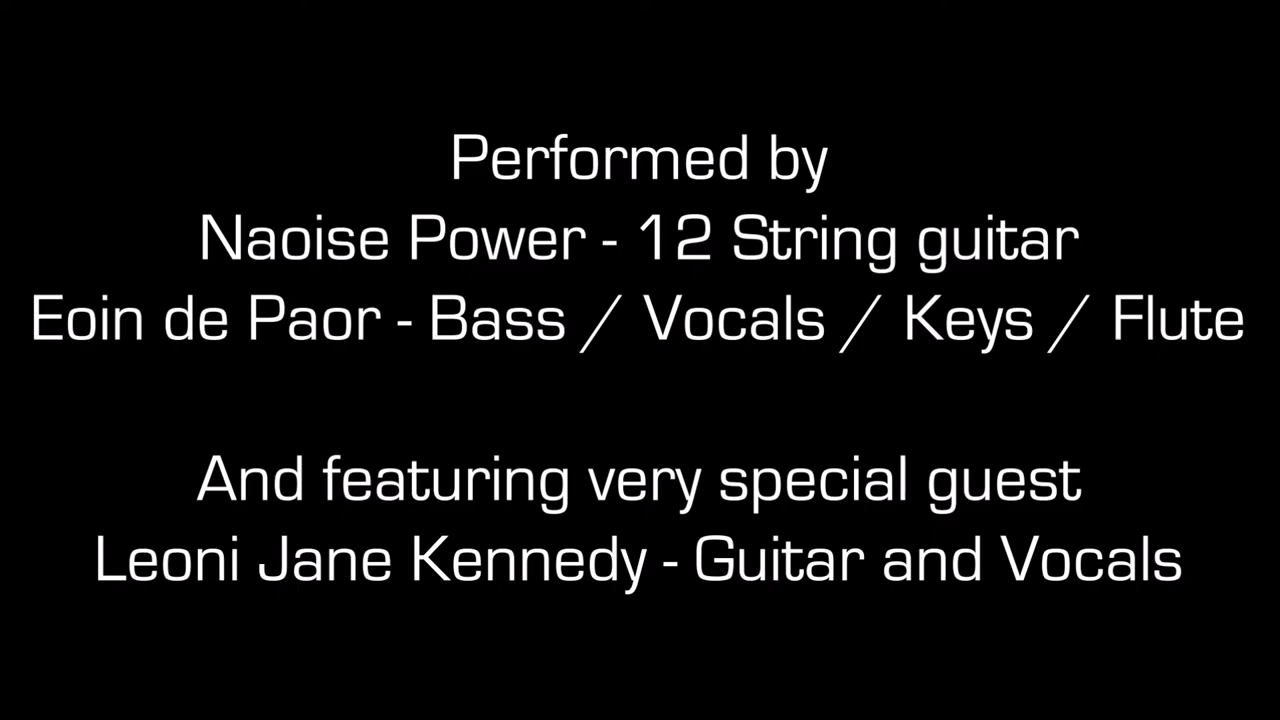 Performed by
Naoise Power - 12 String guitar
Eoin de Paor - Bass / Vocals / Keys / Flute
And featuring very special guest
Leoni Jane Kennedy - Guitar and Vocals